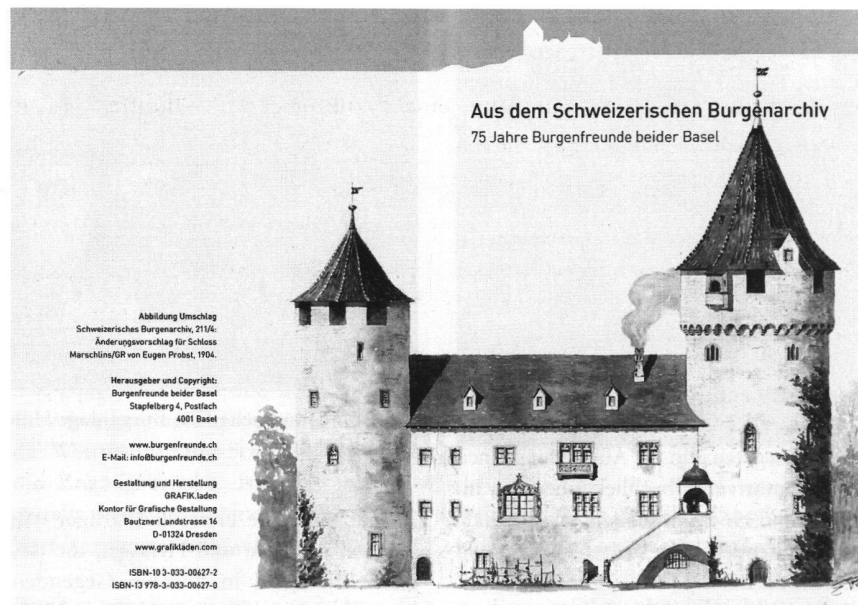 Aus dem Schweizerischen Burgenarchiv
75 Jahre Burgenfreunde beider Basel
Abbildung Umschlag
Schweizerisches Burgenarchiv, 211/4:
Änderungsvorschlag für Schloss
Marschlins/GR von Eugen Probst, 1904.
Herausgeber und Copyright:
Burgenfreunde beider Basel
Stapfelberg 4, Postfach
4001 Basel
www.burgenfreunde.ch
E-Mail: info@burgenfreunde.ch
Gestaltung und Herstellung
GRAFIK.laden
Kontor für Grafische Gestaltung
Bautzner Landstrasse 16
D-01324 Dresden
www.grafikladen.com
ISBN-10 3-033-00627-2
ISBN-13 978-3-033-00627-0